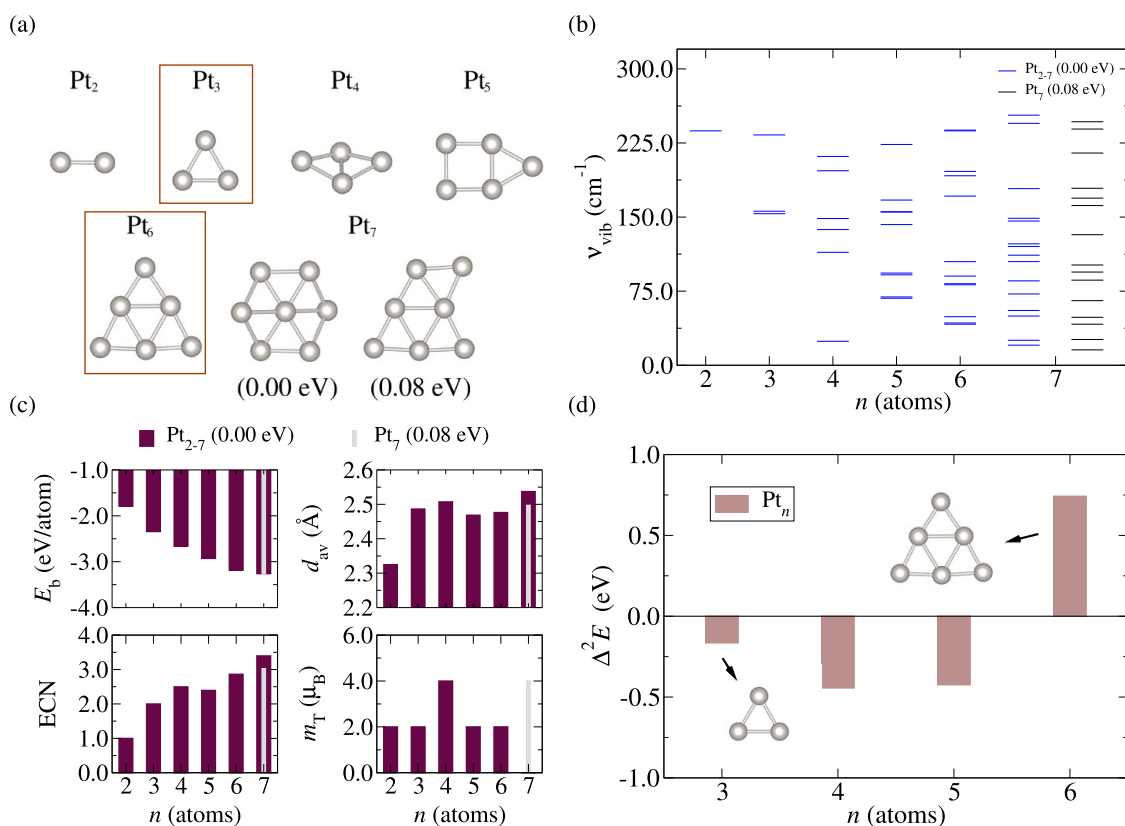 (a)
Pt₂ Pt₃ Pt₄ Pt₅
Pt₆ Pt₇
(0.00 eV) (0.08 eV)
(b)
300.0
225.0
150.0
75.0
0.0
ν_vib (cm⁻¹)
Pt₂₋₇ (0.00 eV)
Pt₇ (0.08 eV)
2 3 4 5 6 7
n (atoms)
(c)
Pt₂₋₇ (0.00 eV) Pt₇ (0.08 eV)
-1.0
-2.0
-3.0
-4.0
E_b (eV/atom)
2.6
2.5
2.4
2.3
2.2
d_av (Å)
4.0
3.0
2.0
1.0
0.0
ECN
2 3 4 5 6 7
n (atoms)
6.0
4.0
2.0
0.0
m_T (μ_B)
2 3 4 5 6 7
n (atoms)
(d)
1.0
0.5
0.0
-0.5
-1.0
Δ²E (eV)
Ptₙ
3 4 5 6
n (atoms)